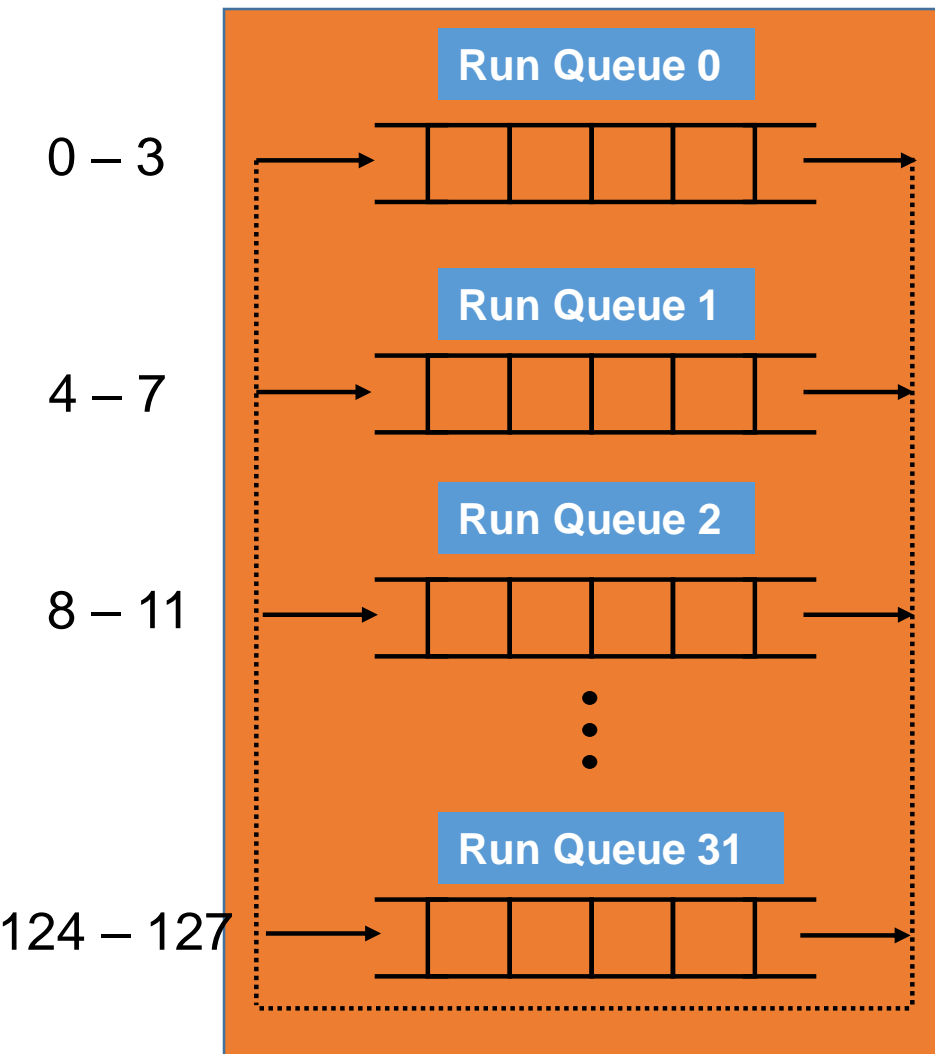 Run Queue 0
0 – 3
Run Queue 1
4 – 7
Run Queue 2
8 – 11
Run Queue 31
124 – 127